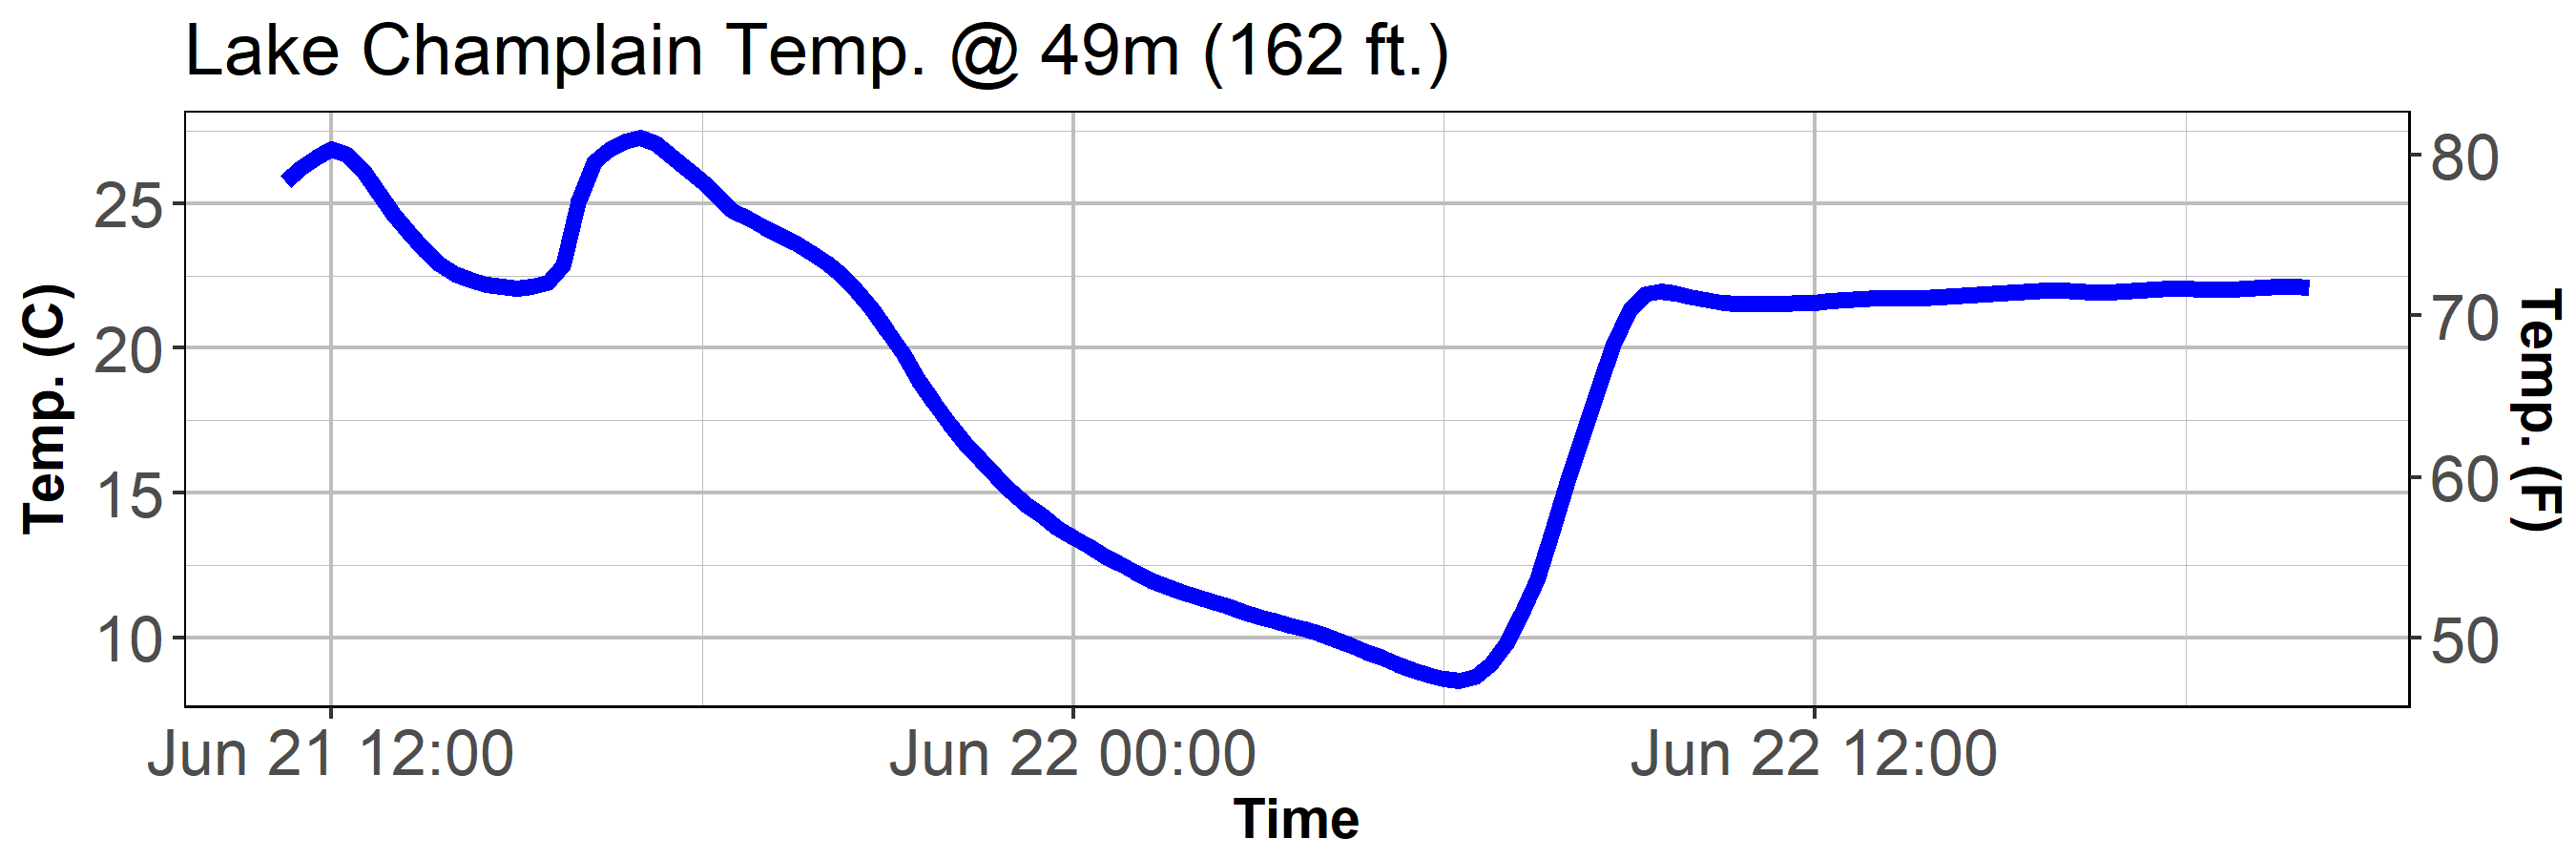 Lake Champlain Temp. @ 49m (162 ft.)
Temp. (C)
25
20
15
10
80
70
60
50
Temp. (F)
Jun 21 12:00
Jun 22 00:00
Jun 22 12:00
Time